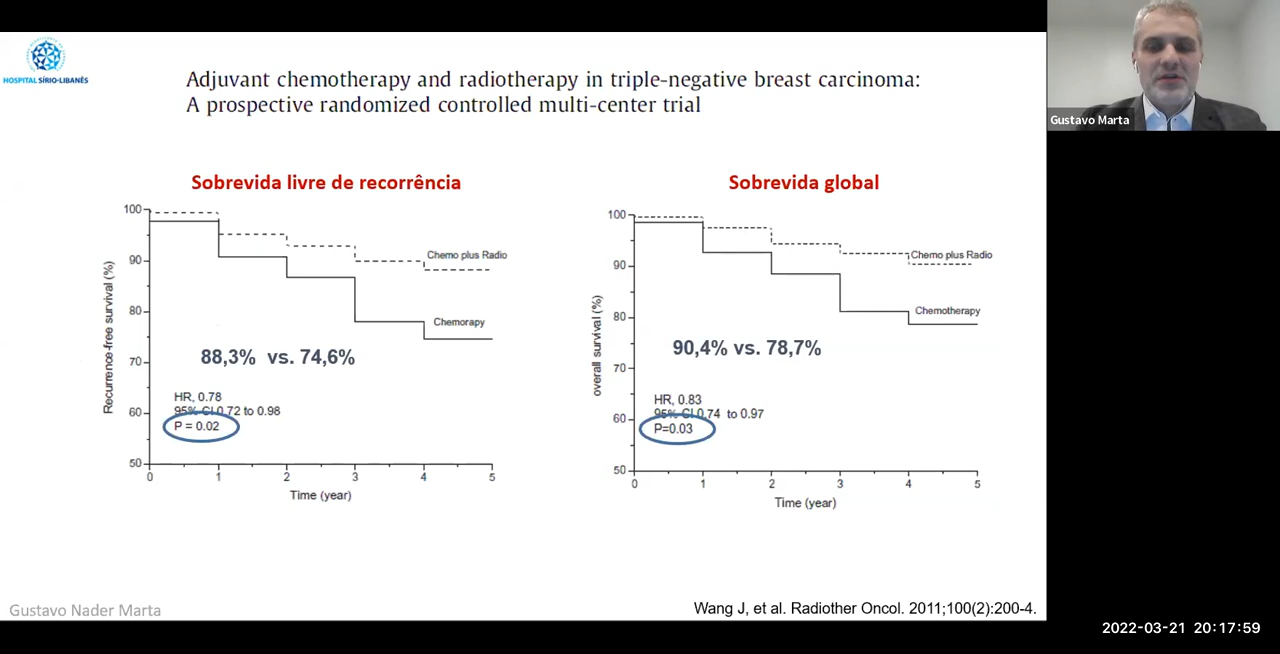 HOSPITAL SÍRIO-LIBANÊS
Adjuvant chemotherapy and radiotherapy in triple-negative breast carcinoma:
A prospective randomized controlled multi-center trial
Gustavo Marta
Sobrevida livre de recorrência
Recurrence-free survival (%)
100
90
80
70
60
50
Chemo plus Radio
Chemorapy
88,3% vs. 74,6%
HR, 0.78
95% CI 0.72 to 0.98
P = 0.02
0 1 2 3 4 5
Time (year)
Sobrevida global
overall survival (%)
100
90
80
70
60
50
Chemo plus Radio
Chemotherapy
90,4% vs. 78,7%
HR, 0.83
95% CI 0.74 to 0.97
P=0.03
0 1 2 3 4 5
Time (year)
Gustavo Nader Marta
Wang J, et al. Radiother Oncol. 2011;100(2):200-4.
2022-03-21 20:17:59